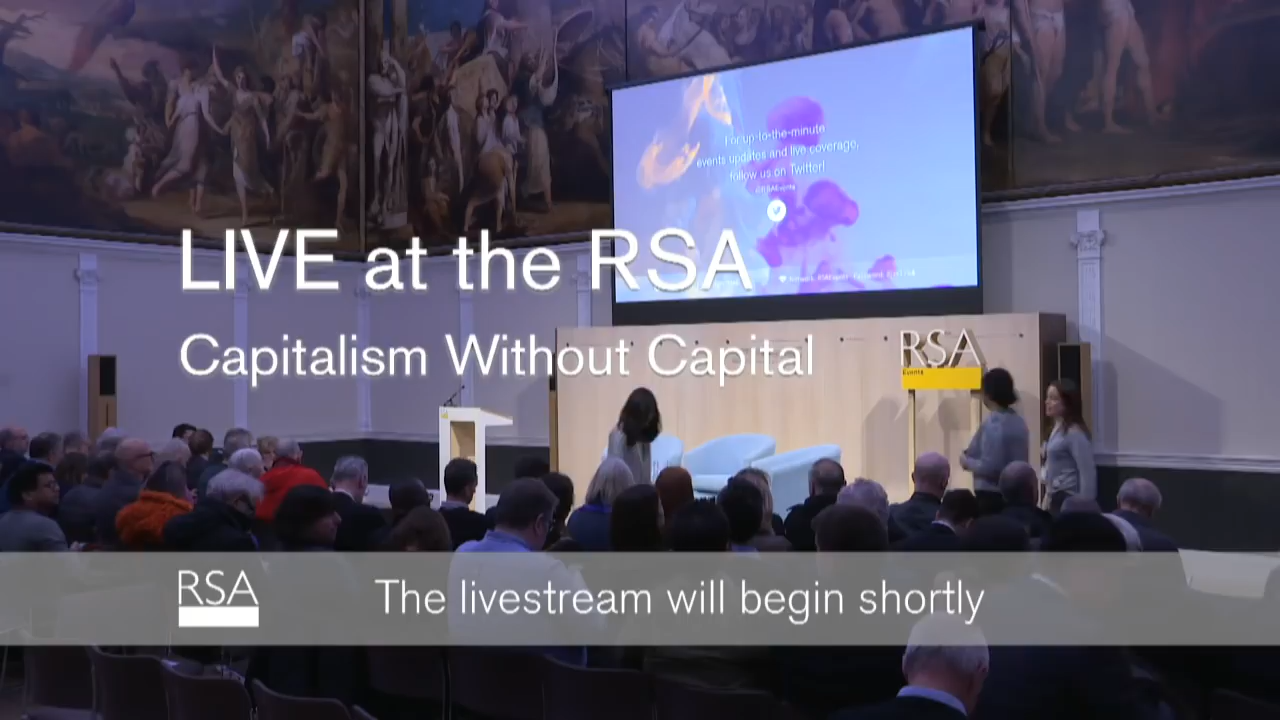 For up-to-the-minute
events updates and live coverage,
follow us on Twitter!
@RSAEvents
LIVE at the RSA
Capitalism Without Capital
RSA
Events
RSA
The livestream will begin shortly